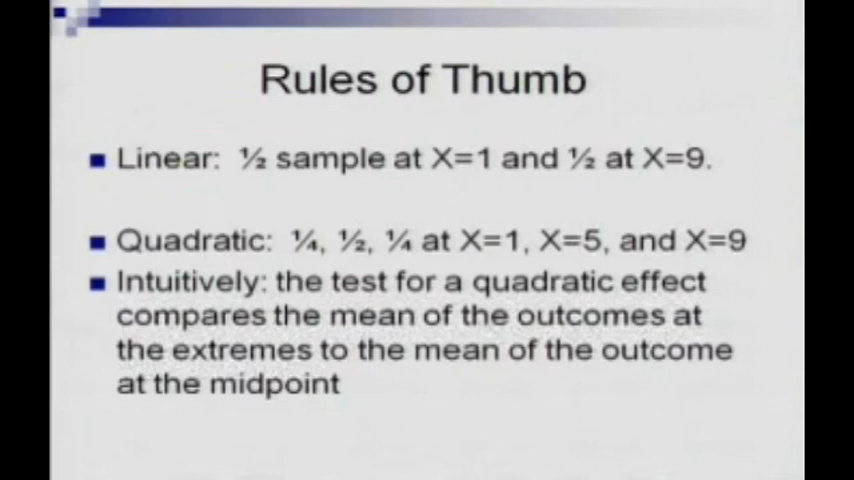 Rules of Thumb
Linear: ½ sample at X=1 and ½ at X=9.
Quadratic: ¼, ½, ¼ at X=1, X=5, and X=9
Intuitively: the test for a quadratic effect
compares the mean of the outcomes at
the extremes to the mean of the outcome
at the midpoint